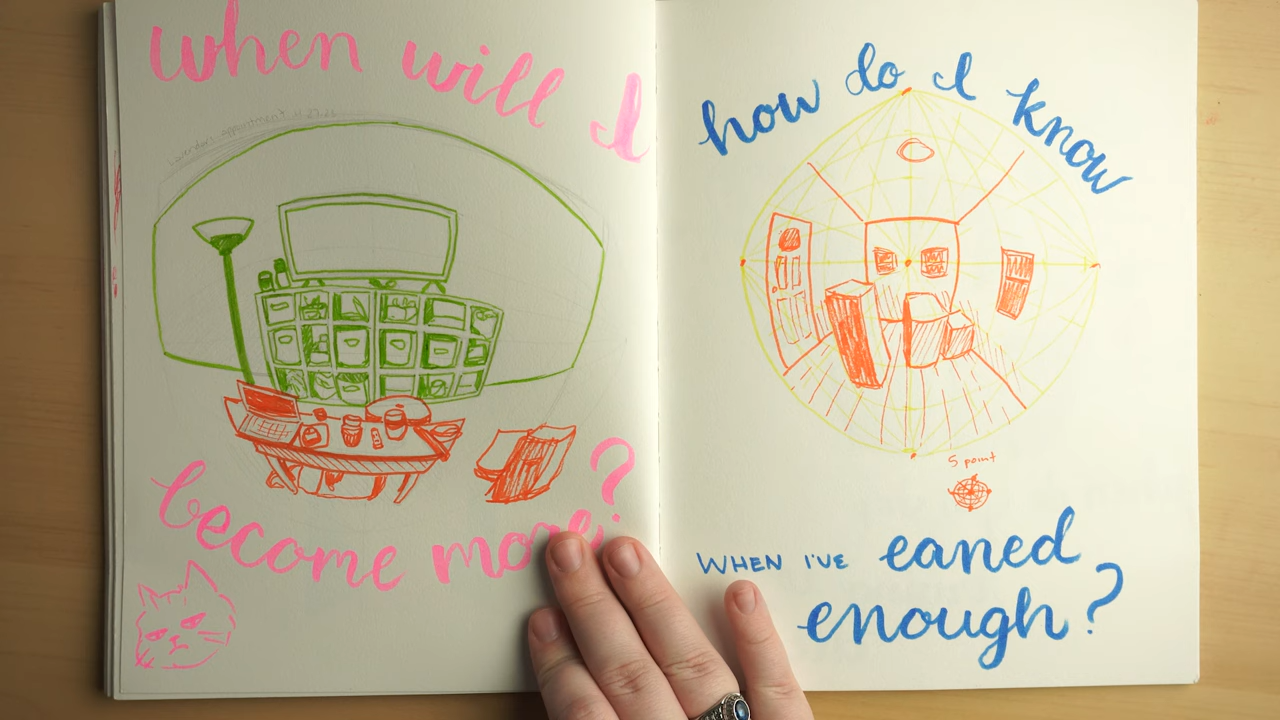 when will I
become more?
how do I know
5 point
WHEN I'VE eaned
enough?